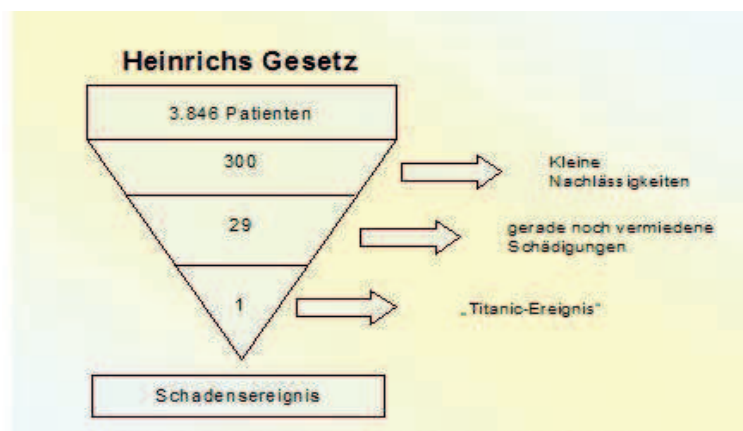 Heinrichs Gesetz
3.846 Patienten
300
Kleine
Nachlässigkeiten
29
gerade noch vermiedene
Schädigungen
1
„Titanic-Ereignis“
Schadensereignis